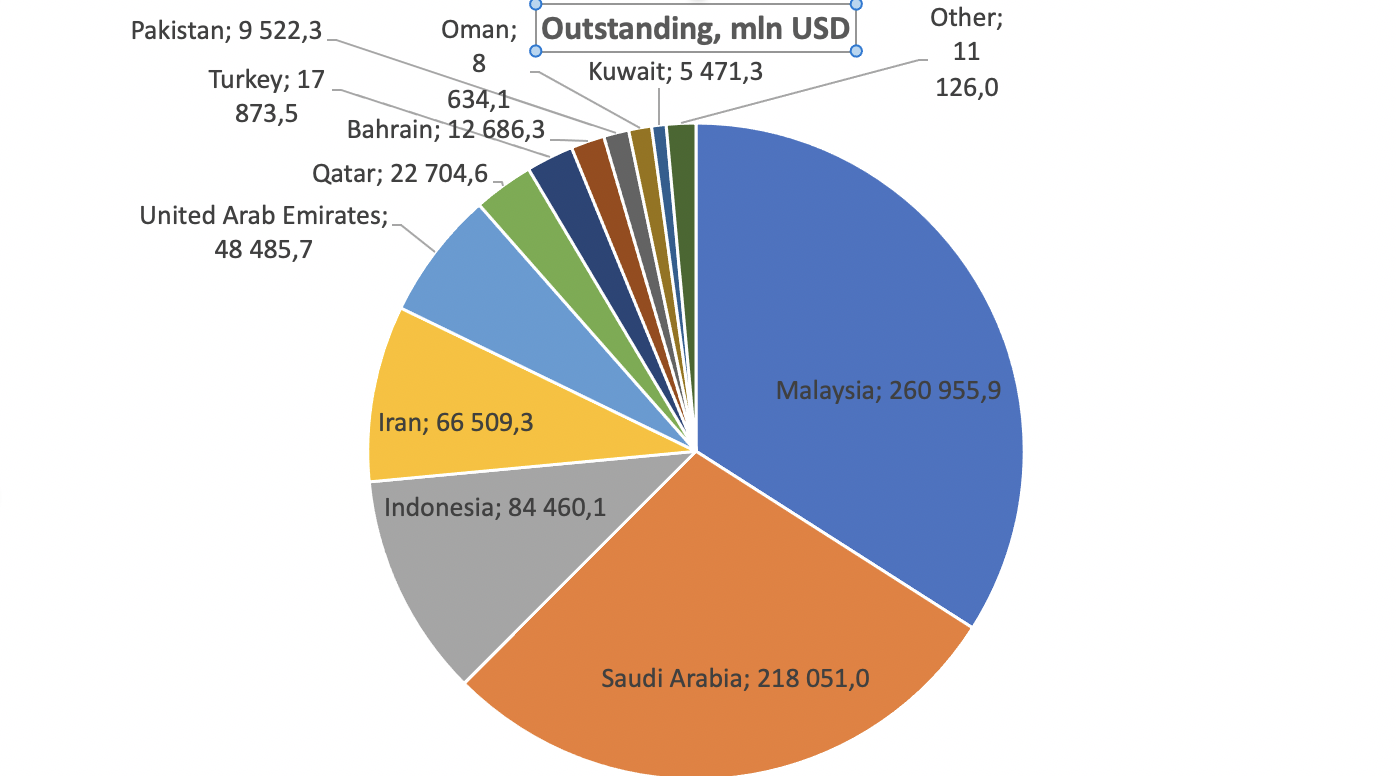 Outstanding, mln USD
Pakistan; 9 522,3
Oman;
8
634,1
Other;
11
126,0
Kuwait; 5 471,3
Turkey; 17
873,5
Bahrain; 12 686,3
Qatar; 22 704,6
United Arab Emirates;
48 485,7
Malaysia; 260 955,9
Iran; 66 509,3
Indonesia; 84 460,1
Saudi Arabia; 218 051,0